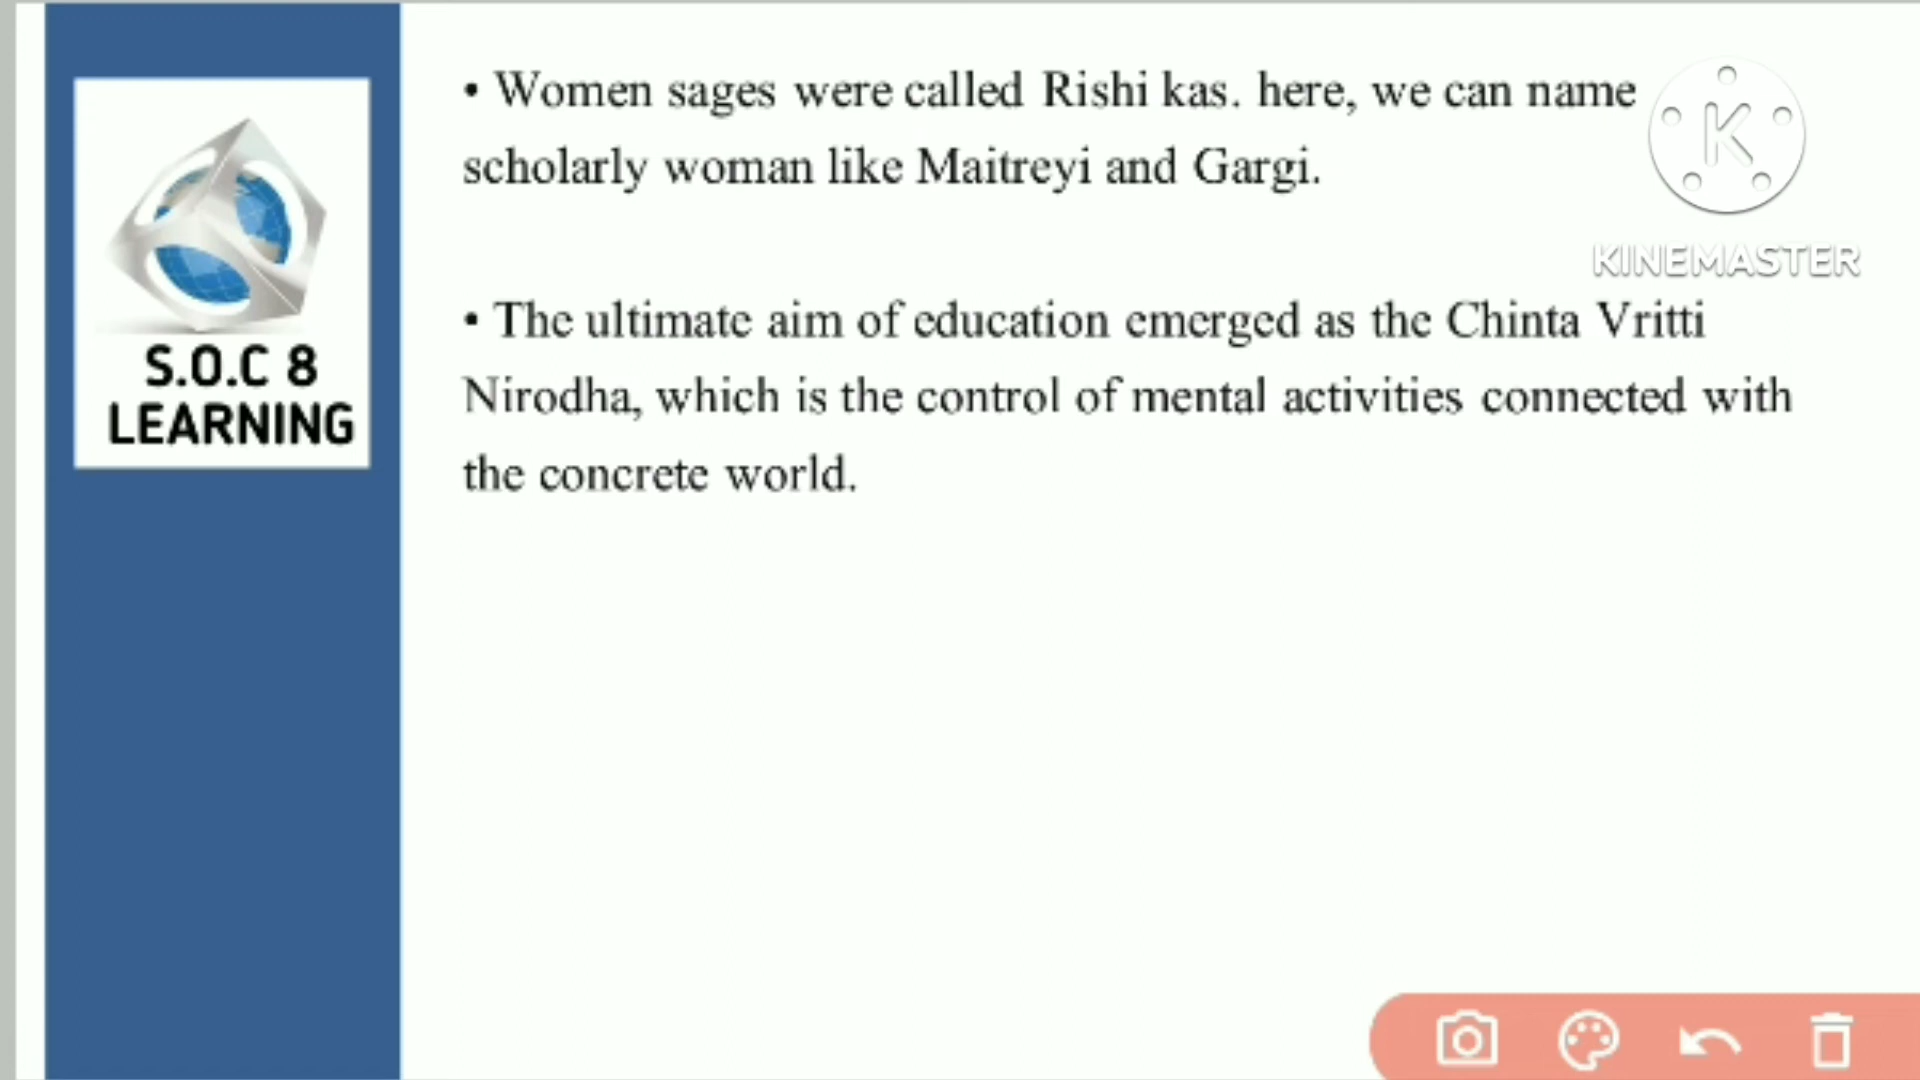 • Women sages were called Rishi kas. here, we can name
scholarly woman like Maitreyi and Gargi.
KINEMASTER
• The ultimate aim of education emerged as the Chinta Vritti
Nirodha, which is the control of mental activities connected with
the concrete world.
S.O.C 8
LEARNING